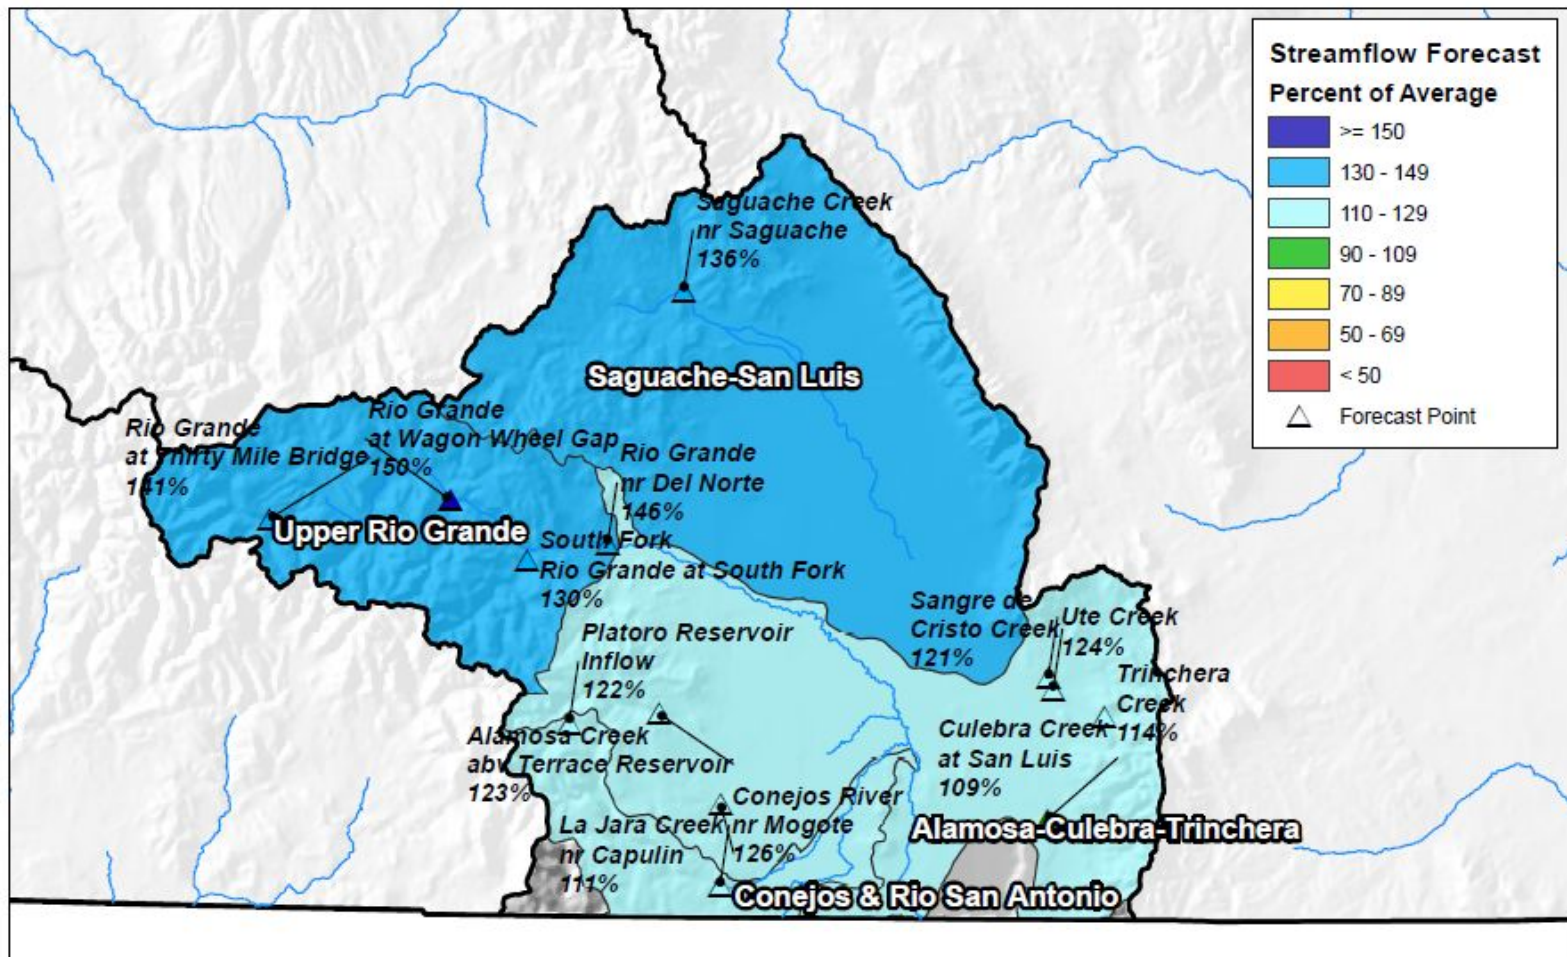 Streamflow Forecast
Percent of Average
>= 150
130 - 149
110 - 129
90 - 109
70 - 89
50 - 69
< 50
Forecast Point
Saguache Creek
nr Saguache
136%
Saguache-San Luis
Rio Grande
at Thirty Mile Bridge
141%
Rio Grande
at Wagon Wheel Gap
150%
Rio Grande
nr Del Norte
146%
Upper Rio Grande
South Fork
Rio Grande at South Fork
130%
Platoro Reservoir
Inflow
122%
Sangre de
Cristo Creek
121%
Ute Creek
124%
Trinchera
Creek
114%
Alamosa Creek
abv Terrace Reservoir
123%
Culebra Creek
at San Luis
109%
La Jara Creek
nr Capulin
111%
Conejos River
nr Mogote
126%
Alamosa-Culebra-Trinchera
Conejos & Rio San Antonio